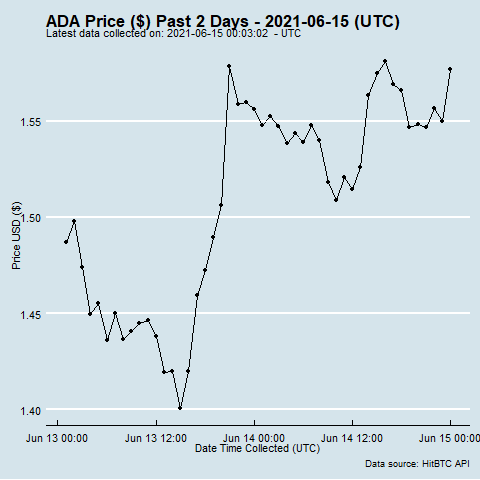 ADA Price ($) Past 2 Days - 2021-06-15 (UTC)
Latest data collected on: 2021-06-15 00:03:02  - UTC
Price USD ($)
1.55
1.50
1.45
1.40
Jun 13 00:00 Jun 13 12:00 Jun 14 00:00 Jun 14 12:00 Jun 15 00:00
Date Time Collected (UTC)
Data source: HitBTC API